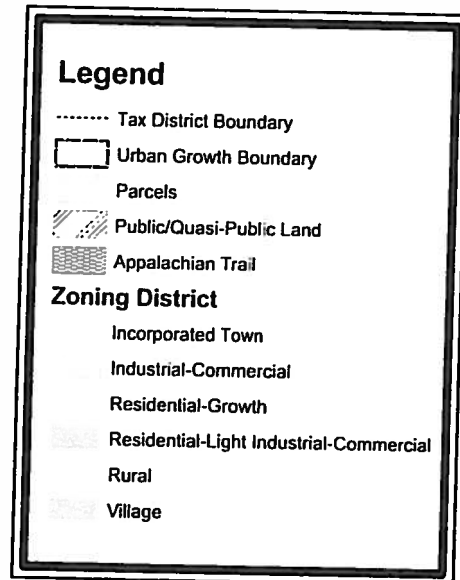 Legend
Tax District Boundary
Urban Growth Boundary
Parcels
Public/Quasi-Public Land
Appalachian Trail
Zoning District
Incorporated Town
Industrial-Commercial
Residential-Growth
Residential-Light Industrial-Commercial
Rural
Village